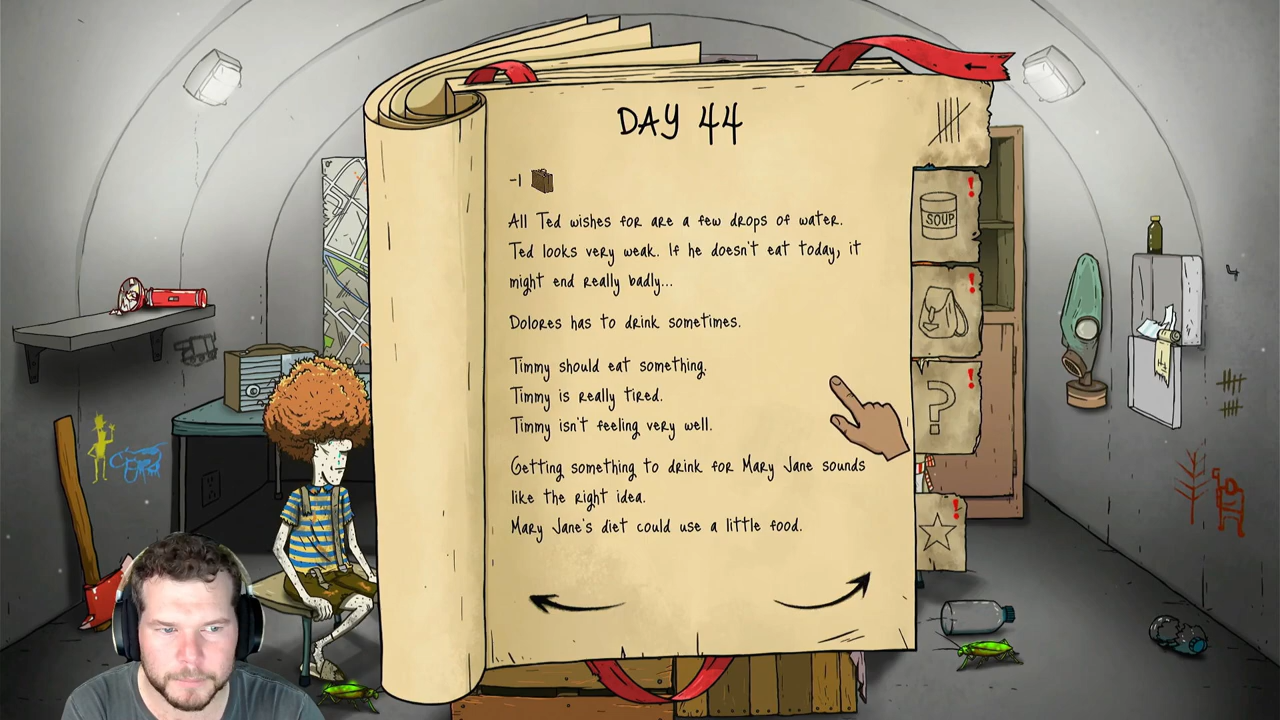 DAY 44
-1
All Ted wishes for are a few drops of water.
Ted looks very weak. If he doesn't eat today, it
might end really badly...
Dolores has to drink sometimes.
Timmy should eat something.
Timmy is really tired.
Timmy isn't feeling very well.
Getting something to drink for Mary Jane sounds
like the right idea.
Mary Jane's diet could use a little food.
!
SOUP
!
!
?
!